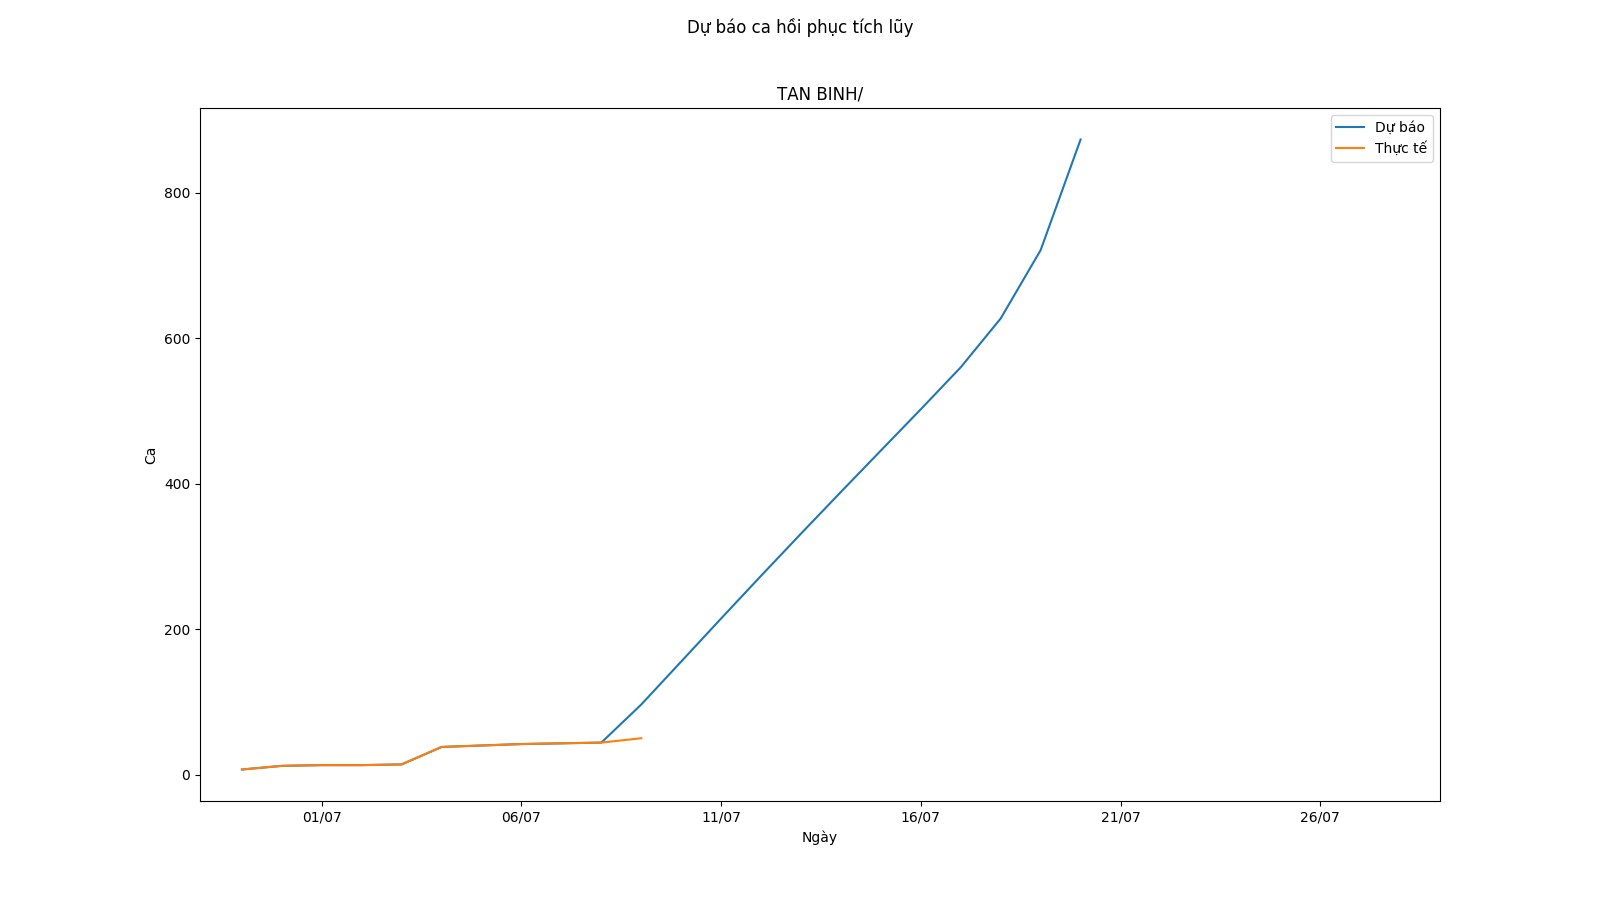 Dự báo ca hồi phục tích lũy
TAN BINH/
Dự báo
Thực tế
800
600
400
200
0
Ca
01/07
06/07
11/07
16/07
21/07
26/07
Ngày